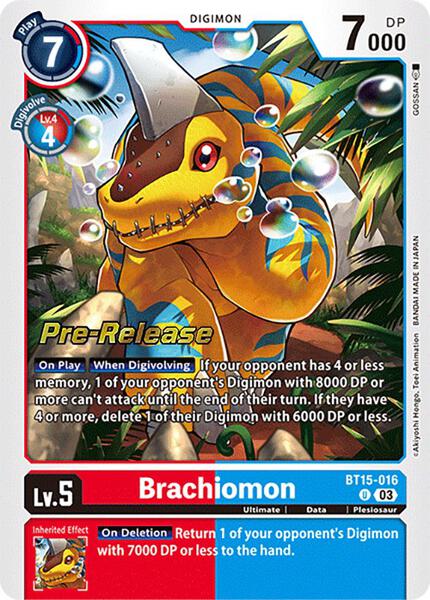 Play
7
DIGIMON
7000 DP
Digivolve
Lv.4
4
GOSSAN
©Akiyoshi Hongo, Toei Animation BANDAI MADE IN JAPAN
Pre-Release
On Play When Digivolving If your opponent has 4 or less
memory, 1 of your opponent's Digimon with 8000 DP or
more can't attack until the end of their turn. If they have
4 or more, delete 1 of their Digimon with 6000 DP or less.
Lv.5
Brachiomon
BT15-016
U 03
Ultimate Data Plesiosaur
Inherited Effect
On Deletion Return 1 of your opponent's Digimon
with 7000 DP or less to the hand.